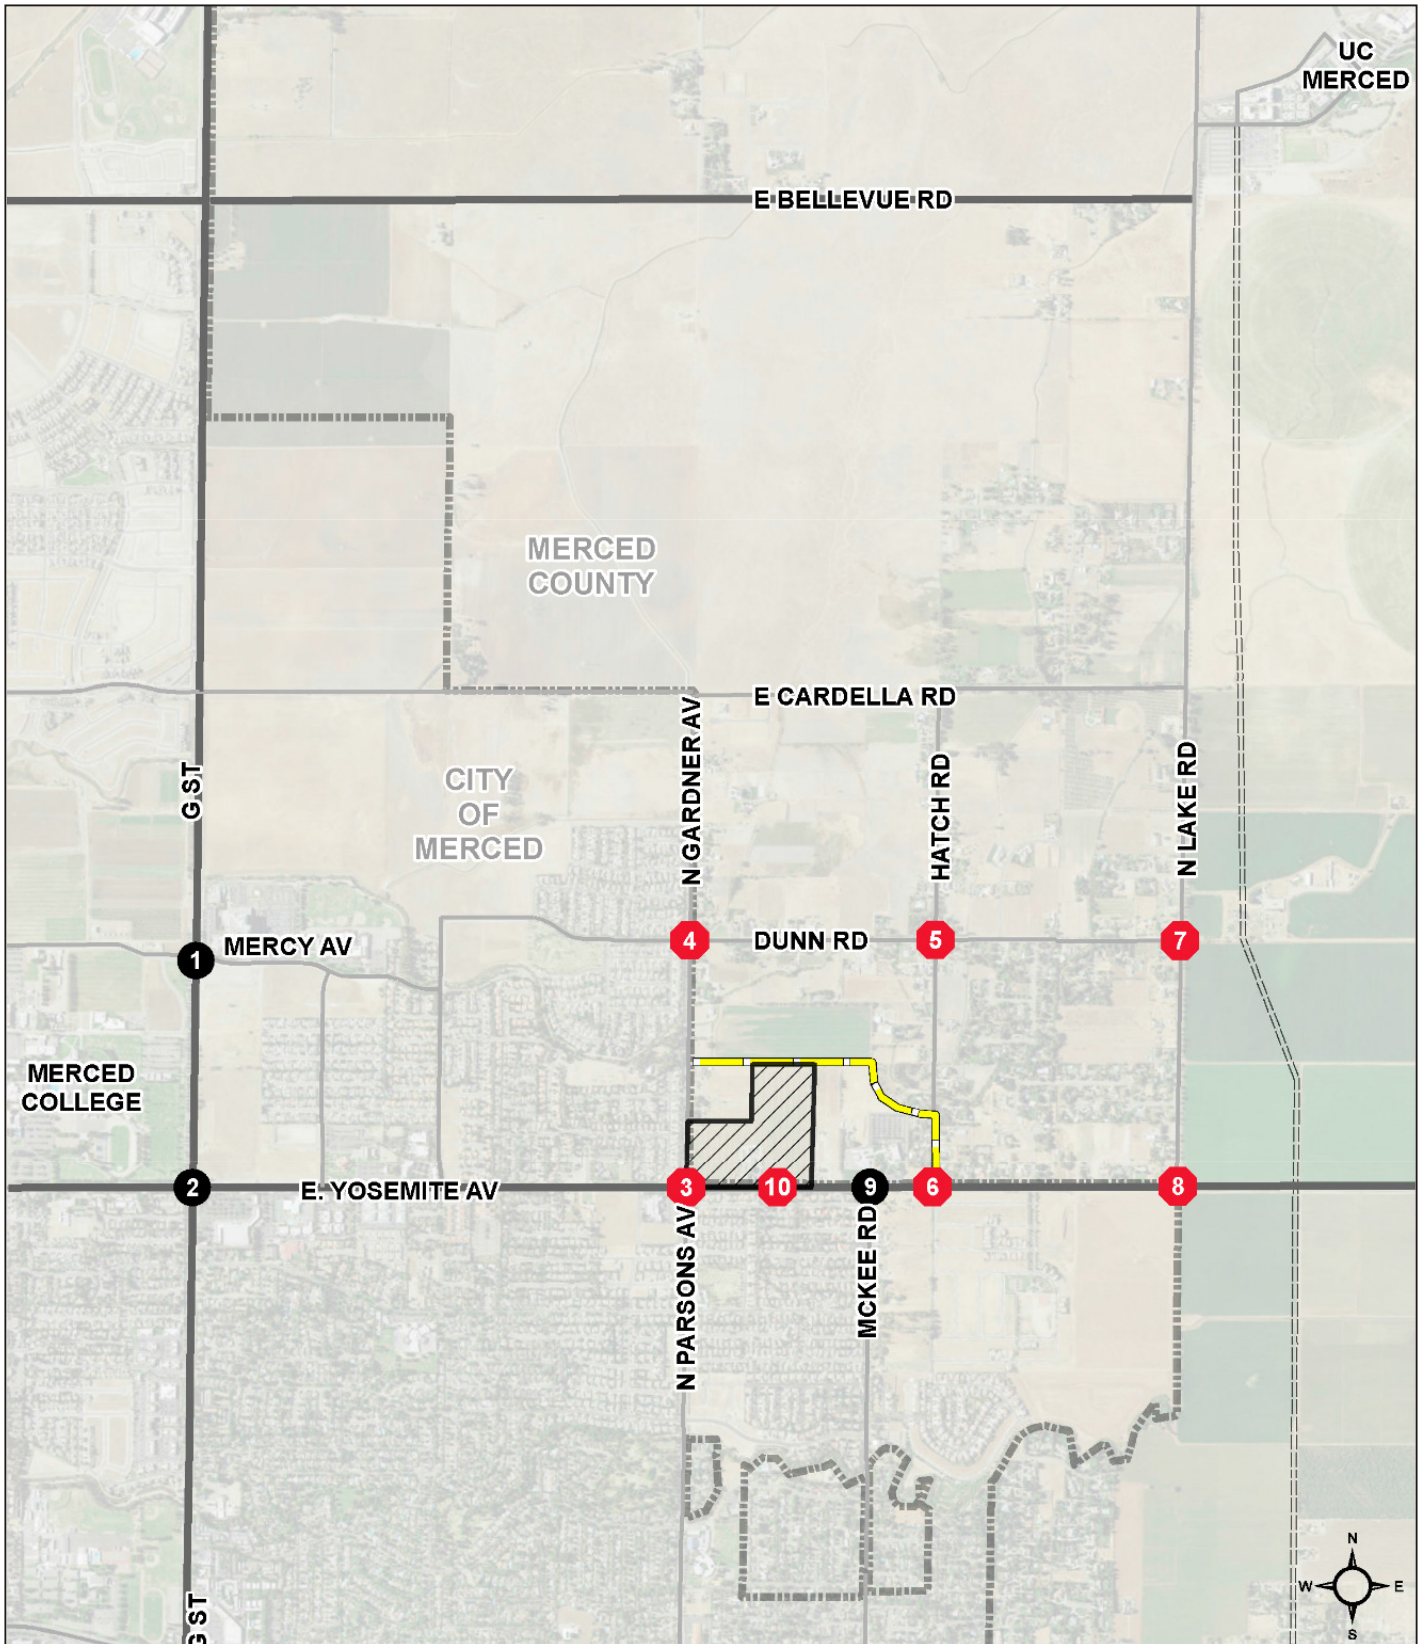 UC
MERCED
E BELLEVUE RD
MERCED
COUNTY
E CARDELLA RD
N GARDNER AV
G ST
CITY
OF
MERCED
HATCH RD
N LAKE RD
4
DUNN RD
5
7
1
MERCY AV
MERCED
COLLEGE
2
E. YOSEMITE AV
3
10
9
6
8
N PARSONS AV
MCKEE RD
G ST
N
W
E
S